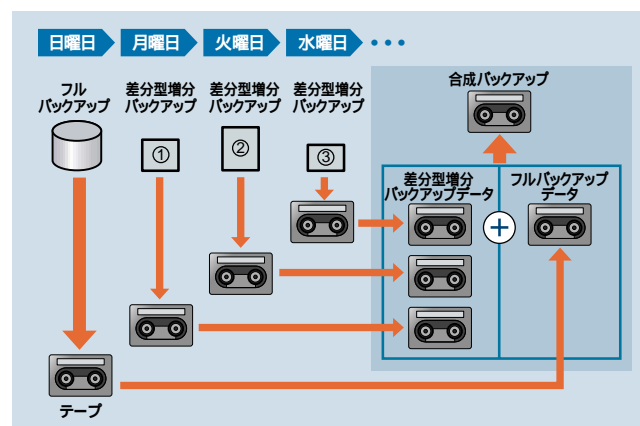 日曜日
月曜日
火曜日
水曜日
・・・
フル
バックアップ
差分型増分
バックアップ
差分型増分
バックアップ
差分型増分
バックアップ
①
②
③
合成バックアップ
差分型増分
バックアップデータ
+
フルバックアップ
データ
テープ